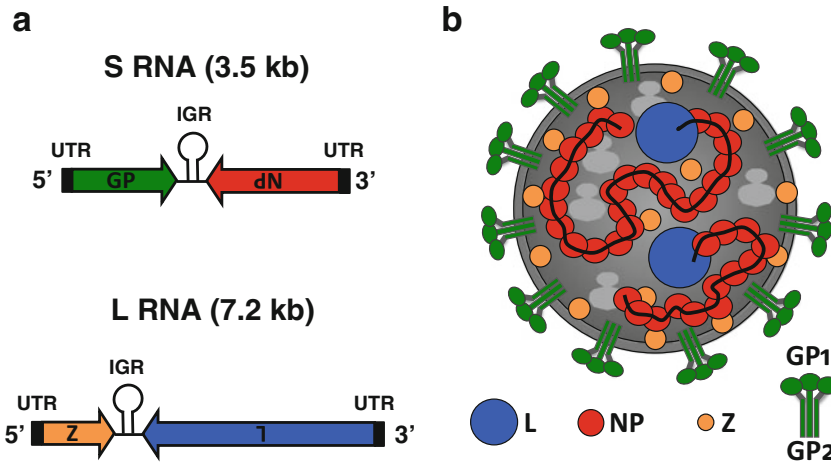 a
S RNA (3.5 kb)
IGR
UTR
UTR
5’
GP
NP
3’
L RNA (7.2 kb)
IGR
UTR
UTR
5’
Z
L
3’
b
L
NP
Z
GP1
GP2